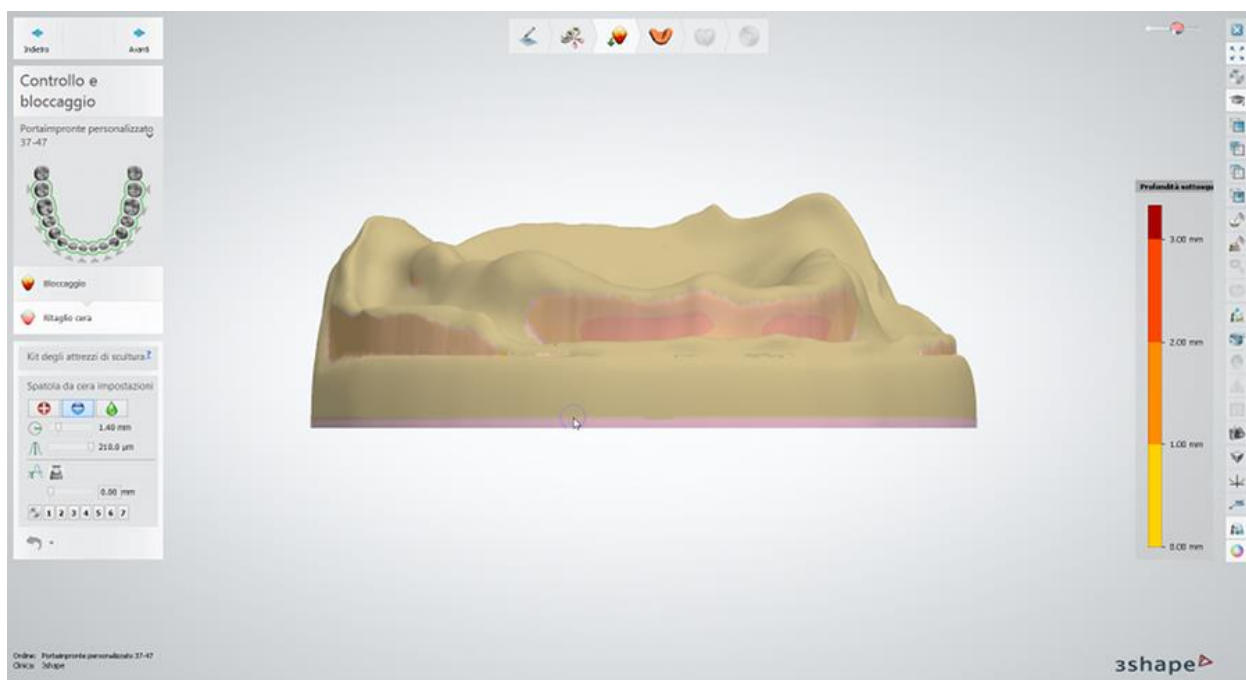 Indietro
Avanti
Controllo e
bloccaggio
Portaimpronte personalizzato
37-47
Bloccaggio
Ritaglio cera
Kit degli attrezzi di scultura
Spatola da cera impostazioni
1.40 mm
210.0 µm
0.00 mm
1 2 3 4 5 6 7
Profondità sottosqu
3.00 mm
2.00 mm
1.00 mm
0.00 mm
Ordine: Portaimpronte personalizzato 37-47
Clinica: 3shape
3shape